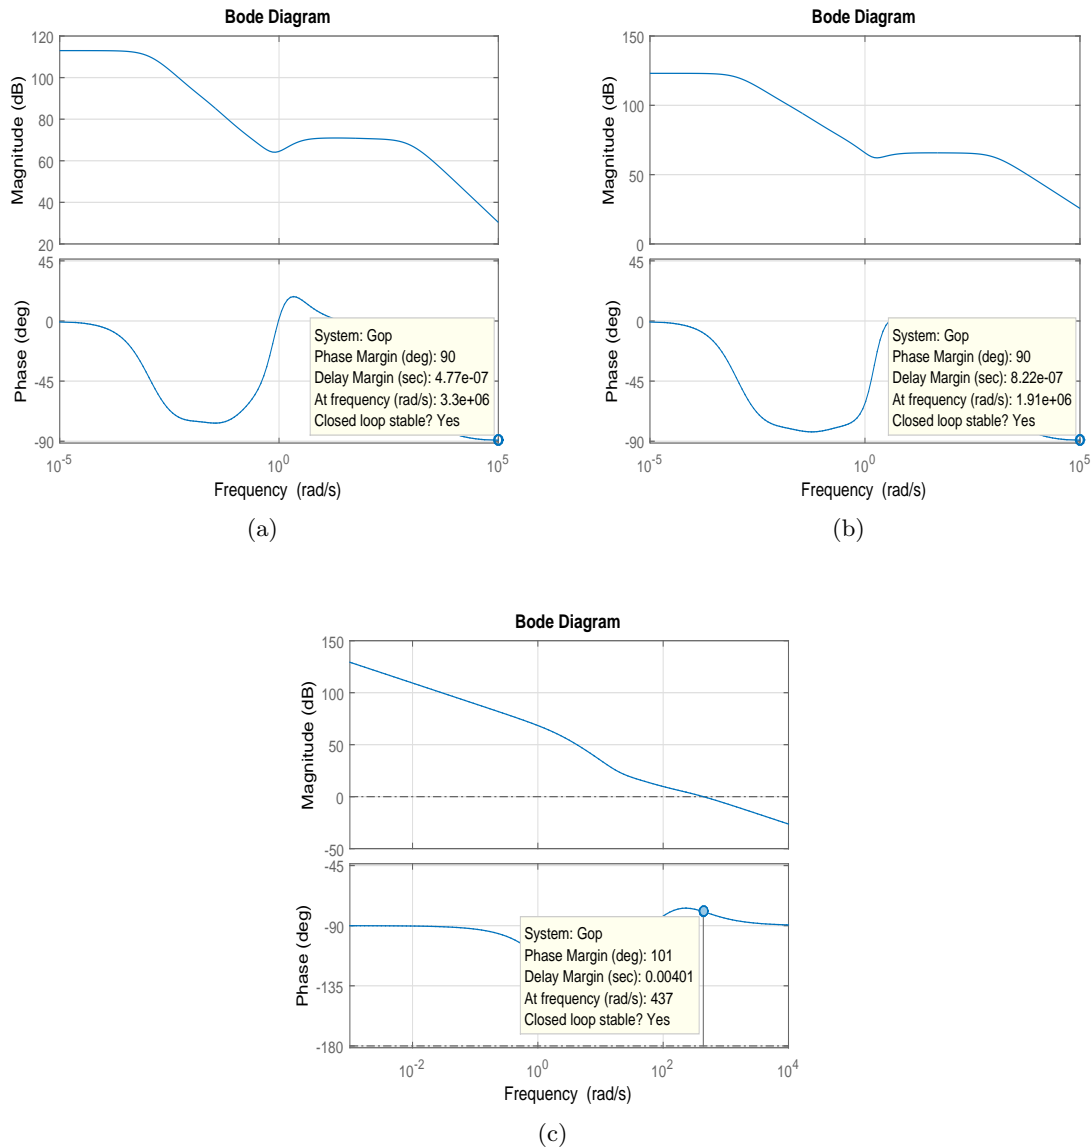 Bode Diagram
120
100
80
60
40
20
Magnitude (dB)
45
0
-45
-90
Phase (deg)
System: Gop
Phase Margin (deg): 90
Delay Margin (sec): 4.77e-07
At frequency (rad/s): 3.3e+06
Closed loop stable? Yes
10^-5
10^0
10^5
Frequency (rad/s)
(a)
Bode Diagram
150
100
50
0
Magnitude (dB)
45
0
-45
-90
Phase (deg)
System: Gop
Phase Margin (deg): 90
Delay Margin (sec): 8.22e-07
At frequency (rad/s): 1.91e+06
Closed loop stable? Yes
10^-5
10^0
10^5
Frequency (rad/s)
(b)
Bode Diagram
150
100
50
0
-50
Magnitude (dB)
-45
-90
-135
-180
Phase (deg)
System: Gop
Phase Margin (deg): 101
Delay Margin (sec): 0.00401
At frequency (rad/s): 437
Closed loop stable? Yes
10^-2
10^0
10^2
10^4
Frequency (rad/s)
(c)